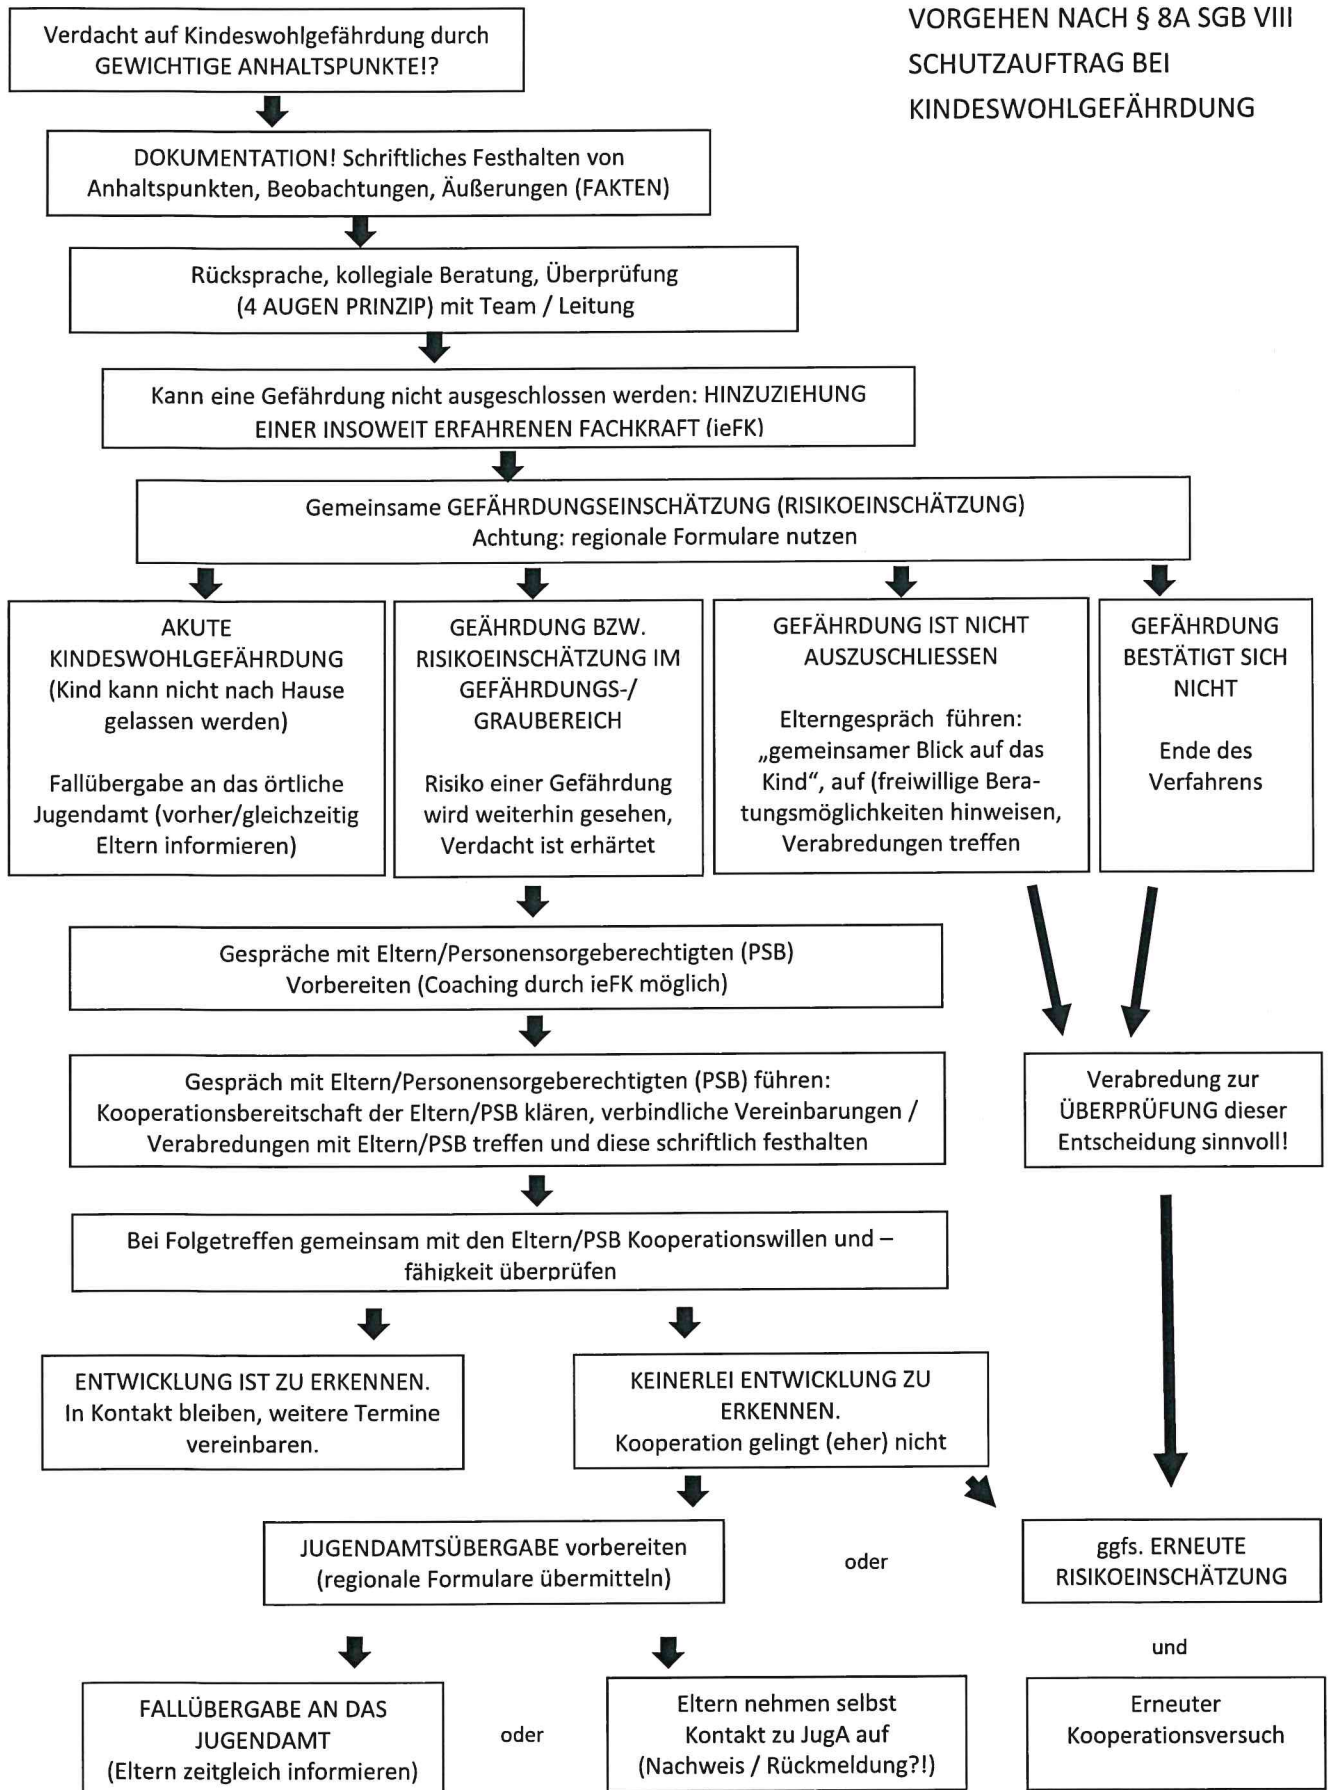 VORGEHEN NACH § 8A SGB VIII
SCHUTZAUFTRAG BEI
KINDESWOHLGEFÄHRDUNG
Verdacht auf Kindeswohlgefährdung durch
GEWICHTIGE ANHALTSPUNKTE!?
DOKUMENTATION! Schriftliches Festhalten von
Anhaltspunkten, Beobachtungen, Äußerungen (FAKTEN)
Rücksprache, kollegiale Beratung, Überprüfung
(4 AUGEN PRINZIP) mit Team / Leitung
Kann eine Gefährdung nicht ausgeschlossen werden: HINZUZIEHUNG
EINER INSOWEIT ERFAHRENEN FACHKRAFT (ieFK)
Gemeinsame GEFÄHRDUNGSEINSCHÄTZUNG (RISIKOEINSCHÄTZUNG)
Achtung: regionale Formulare nutzen
AKUTE
KINDESWOHLGEFÄHRDUNG
(Kind kann nicht nach Hause
gelassen werden)
Fallübergabe an das örtliche
Jugendamt (vorher/gleichzeitig
Eltern informieren)
GEÄHRDUNG BZW.
RISIKOEINSCHÄTZUNG IM
GEFÄHRDUNGS-/
GRAUBEREICH
Risiko einer Gefährdung
wird weiterhin gesehen,
Verdacht ist erhärtet
GEFÄHRDUNG IST NICHT
AUSZUSCHLIESSEN
Elterngespräch führen:
„gemeinsamer Blick auf das
Kind“, auf (freiwillige Bera-
tungsmöglichkeiten hinweisen,
Verabredungen treffen
GEFÄHRDUNG
BESTÄTIGT SICH
NICHT
Ende des
Verfahrens
Gespräche mit Eltern/Personensorgeberechtigten (PSB)
Vorbereiten (Coaching durch ieFK möglich)
Gespräch mit Eltern/Personensorgeberechtigten (PSB) führen:
Kooperationsbereitschaft der Eltern/PSB klären, verbindliche Vereinbarungen /
Verabredungen mit Eltern/PSB treffen und diese schriftlich festhalten
Verabredung zur
ÜBERPRÜFUNG dieser
Entscheidung sinnvoll!
Bei Folgetreffen gemeinsam mit den Eltern/PSB Kooperationswillen und –
fähigkeit überprüfen
ENTWICKLUNG IST ZU ERKENNEN.
In Kontakt bleiben, weitere Termine
vereinbaren.
KEINERLEI ENTWICKLUNG ZU
ERKENNEN.
Kooperation gelingt (eher) nicht
JUGENDAMTSÜBERGABE vorbereiten
(regionale Formulare übermitteln)
oder
ggfs. ERNEUTE
RISIKOEINSCHÄTZUNG
und
FALLÜBERGABE AN DAS
JUGENDAMT
(Eltern zeitgleich informieren)
oder
Eltern nehmen selbst
Kontakt zu JugA auf
(Nachweis / Rückmeldung?!)
Erneuter
Kooperationsversuch